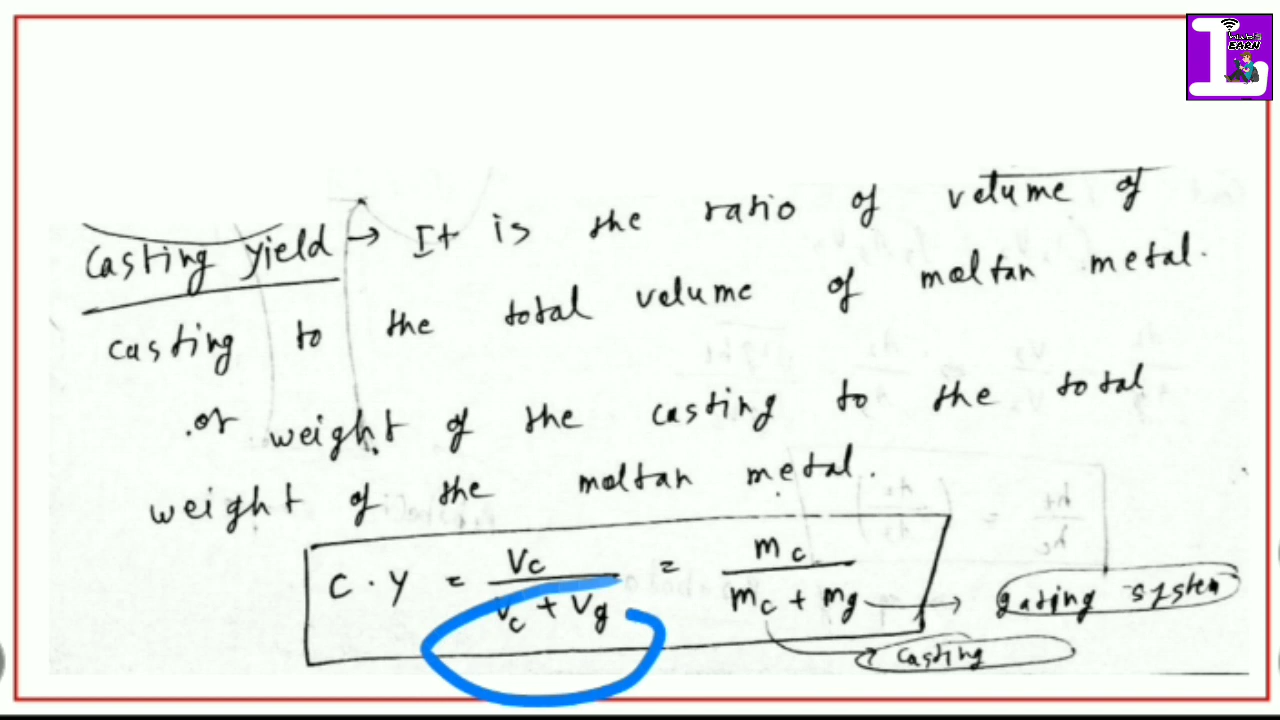 EARN
Casting Yield → It is the ratio of volume of
casting to the total volume of moltan metal.
or weight of the casting to the total
weight of the moltan metal.
C.Y = Vc / (Vc + Vg) = mc / (mc + mg) → gating system
→ casting